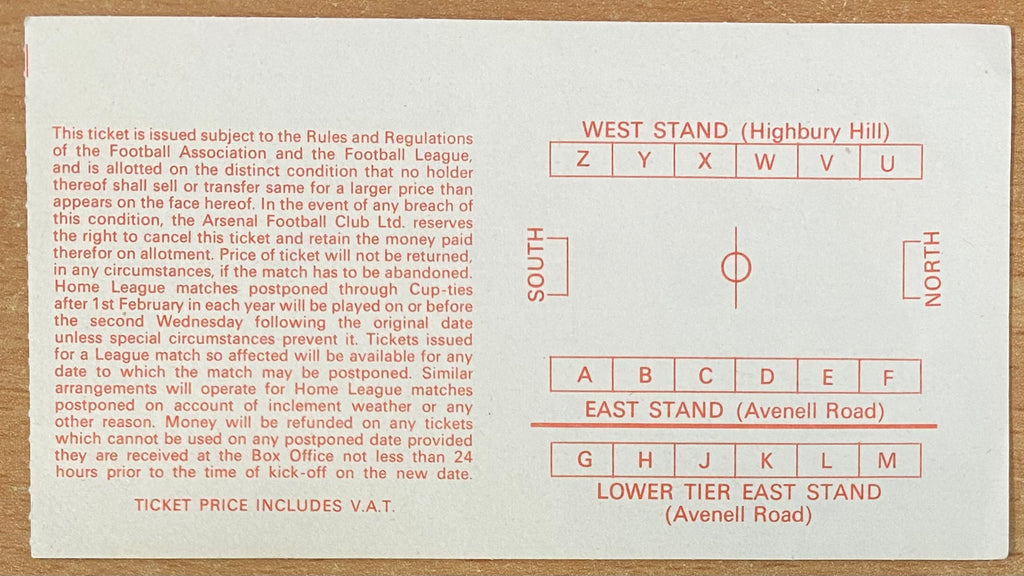 This ticket is issued subject to the Rules and Regulations
of the Football Association and the Football League,
and is allotted on the distinct condition that no holder
thereof shall sell or transfer same for a larger price than
appears on the face hereof. In the event of any breach of
this condition, the Arsenal Football Club Ltd. reserves
the right to cancel this ticket and retain the money paid
therefor on allotment. Price of ticket will not be returned,
in any circumstances, if the match has to be abandoned.
Home League matches postponed through Cup-ties
after 1st February in each year will be played on or before
the second Wednesday following the original date
unless special circumstances prevent it. Tickets issued
for a League match so affected will be available for any
date to which the match may be postponed. Similar
arrangements will operate for Home League matches
postponed on account of inclement weather or any
other reason. Money will be refunded on any tickets
which cannot be used on any postponed date provided
they are received at the Box Office not less than 24
hours prior to the time of kick-off on the new date.
TICKET PRICE INCLUDES V.A.T.
WEST STAND (Highbury Hill)
Z Y X W V U
SOUTH
NORTH
A B C D E F
EAST STAND (Avenell Road)
G H J K L M
LOWER TIER EAST STAND
(Avenell Road)